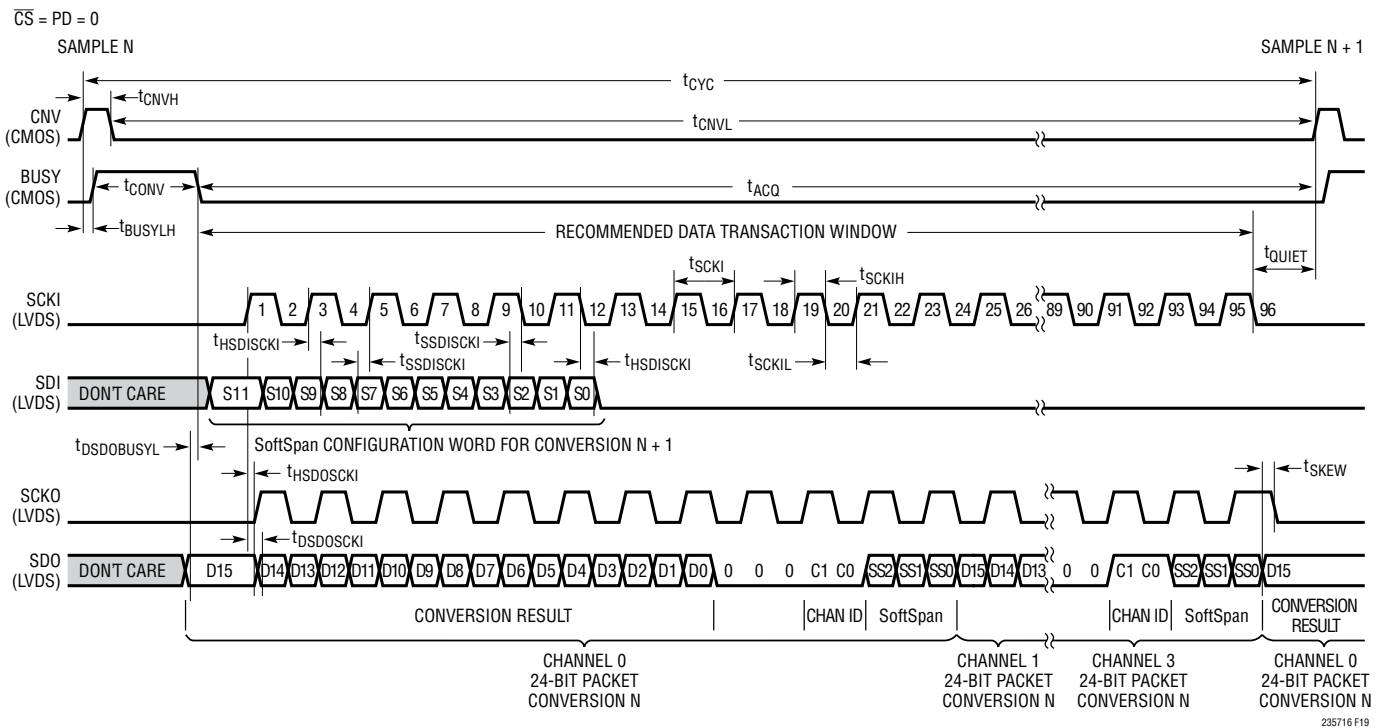 CS = PD = 0
SAMPLE N
SAMPLE N + 1
tCYC
tCNVH
CNV
(CMOS)
tCNVL
BUSY
(CMOS)
tCONV
tACQ
tBUSYLH
RECOMMENDED DATA TRANSACTION WINDOW
tQUIET
tSCKI
tSCKIH
SCKI
(LVDS)
1 2 3 4 5 6 7 8 9 10 11 12 13 14 15 16 17 18 19 20 21 22 23 24 25 26 89 90 91 92 93 94 95 96
tHSDISCKI
tSSDISCKI
tSSDISCKI
tHSDISCKI
tSCKIL
SDI
(LVDS)
DON'T CARE S11 S10 S9 S8 S7 S6 S5 S4 S3 S2 S1 S0
tDSDOBUSYL
SoftSpan CONFIGURATION WORD FOR CONVERSION N + 1
tHSDOSCKI
tSKEW
SCKO
(LVDS)
tDSDOSCKI
SDO
(LVDS)
DON'T CARE D15 D14 D13 D12 D11 D10 D9 D8 D7 D6 D5 D4 D3 D2 D1 D0 0 0 0 C1 C0 SS2 SS1 SS0 D15 D14 D13 0 0 C1 C0 SS2 SS1 SS0 D15
CONVERSION RESULT
CHAN ID
SoftSpan
CHAN ID
SoftSpan
CONVERSION
RESULT
CHANNEL 0
24-BIT PACKET
CONVERSION N
CHANNEL 1
24-BIT PACKET
CONVERSION N
CHANNEL 3
24-BIT PACKET
CONVERSION N
CHANNEL 0
24-BIT PACKET
CONVERSION N
235716 F19